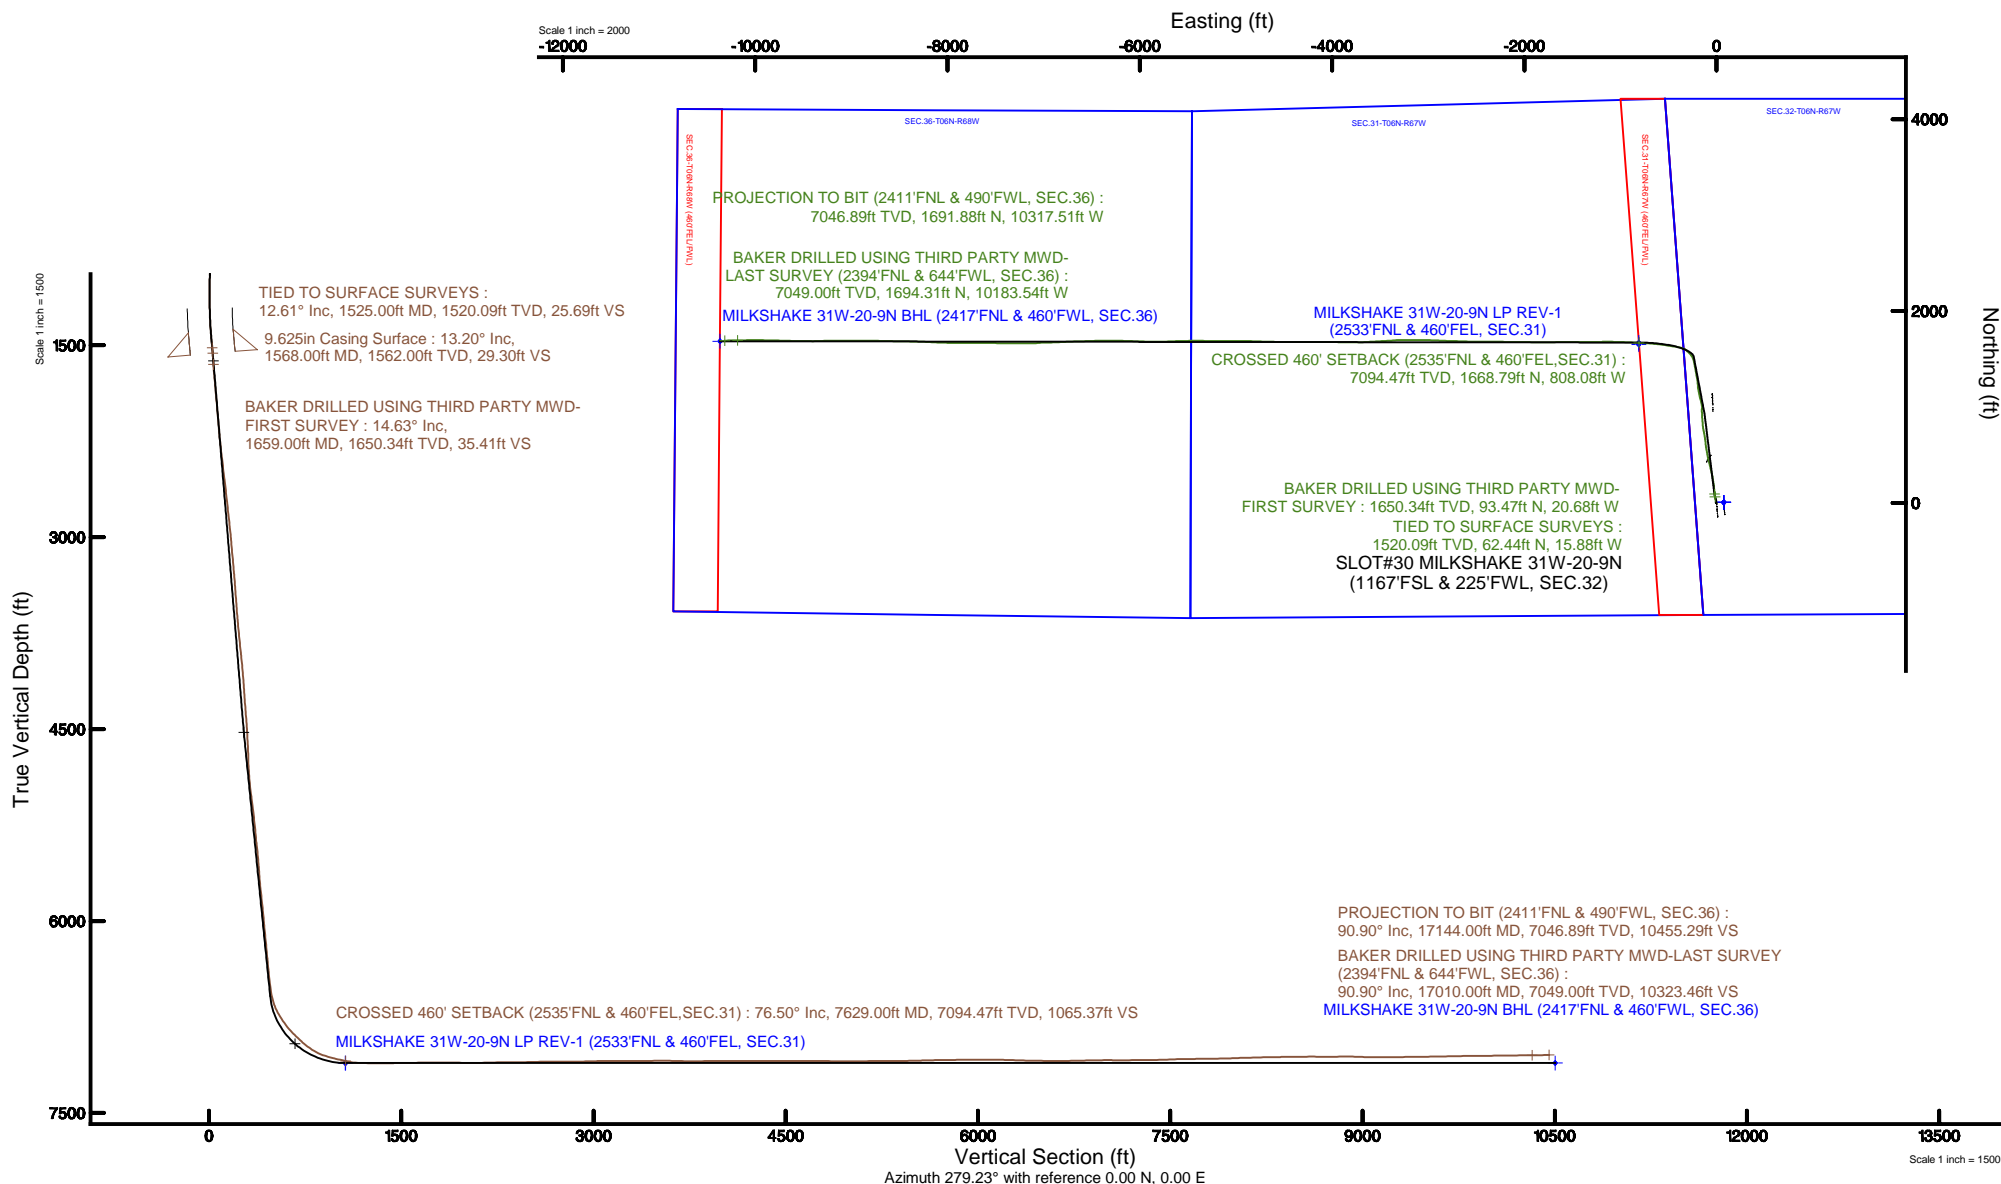 Easting (ft)
Scale 1 inch = 2000
-12000
-10000
-8000
-6000
-4000
-2000
0
SEC.36-T06N-R68W
SEC.31-T06N-R67W
SEC.32-T06N-R67W
SEC.36-T06N-R68W (460'FEL/FWL)
SEC.31-T06N-R67W (460'FEL/FWL)
4000
2000
0
Northing (ft)
PROJECTION TO BIT (2411'FNL & 490'FWL, SEC.36) :
7046.89ft TVD, 1691.88ft N, 10317.51ft W
BAKER DRILLED USING THIRD PARTY MWD-
LAST SURVEY (2394'FNL & 644'FWL, SEC.36) :
7049.00ft TVD, 1694.31ft N, 10183.54ft W
MILKSHAKE 31W-20-9N BHL (2417'FNL & 460'FWL, SEC.36)
MILKSHAKE 31W-20-9N LP REV-1
(2533'FNL & 460'FEL, SEC.31)
CROSSED 460' SETBACK (2535'FNL & 460'FEL,SEC.31) :
7094.47ft TVD, 1668.79ft N, 808.08ft W
BAKER DRILLED USING THIRD PARTY MWD-
FIRST SURVEY : 1650.34ft TVD, 93.47ft N, 20.68ft W
TIED TO SURFACE SURVEYS :
1520.09ft TVD, 62.44ft N, 15.88ft W
SLOT#30 MILKSHAKE 31W-20-9N
(1167'FSL & 225'FWL, SEC.32)
Scale 1 inch = 1500
TIED TO SURFACE SURVEYS :
12.61° Inc, 1525.00ft MD, 1520.09ft TVD, 25.69ft VS
9.625in Casing Surface : 13.20° Inc,
1568.00ft MD, 1562.00ft TVD, 29.30ft VS
BAKER DRILLED USING THIRD PARTY MWD-
FIRST SURVEY : 14.63° Inc,
1659.00ft MD, 1650.34ft TVD, 35.41ft VS
1500
3000
4500
6000
7500
True Vertical Depth (ft)
PROJECTION TO BIT (2411'FNL & 490'FWL, SEC.36) :
90.90° Inc, 17144.00ft MD, 7046.89ft TVD, 10455.29ft VS
BAKER DRILLED USING THIRD PARTY MWD-LAST SURVEY
(2394'FNL & 644'FWL, SEC.36) :
90.90° Inc, 17010.00ft MD, 7049.00ft TVD, 10323.46ft VS
MILKSHAKE 31W-20-9N BHL (2417'FNL & 460'FWL, SEC.36)
CROSSED 460' SETBACK (2535'FNL & 460'FEL,SEC.31) : 76.50° Inc, 7629.00ft MD, 7094.47ft TVD, 1065.37ft VS
MILKSHAKE 31W-20-9N LP REV-1 (2533'FNL & 460'FEL, SEC.31)
0
1500
3000
4500
6000
7500
9000
10500
12000
13500
Vertical Section (ft)
Azimuth 279.23° with reference 0.00 N, 0.00 E
Scale 1 inch = 1500